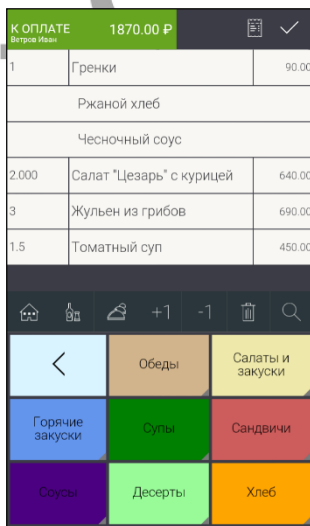 К ОПЛАТЕ 1870.00 ₽
Ветров Иван
1 Гренки 90.00
Ржаной хлеб
Чесночный соус
2.000 Салат "Цезарь" с курицей 640.00
3 Жульен из грибов 690.00
1.5 Томатный суп 450.00
+1 -1
Обеды
Салаты и
закуски
Горячие
закуски
Супы
Сандвичи
Соусы
Десерты
Хлеб